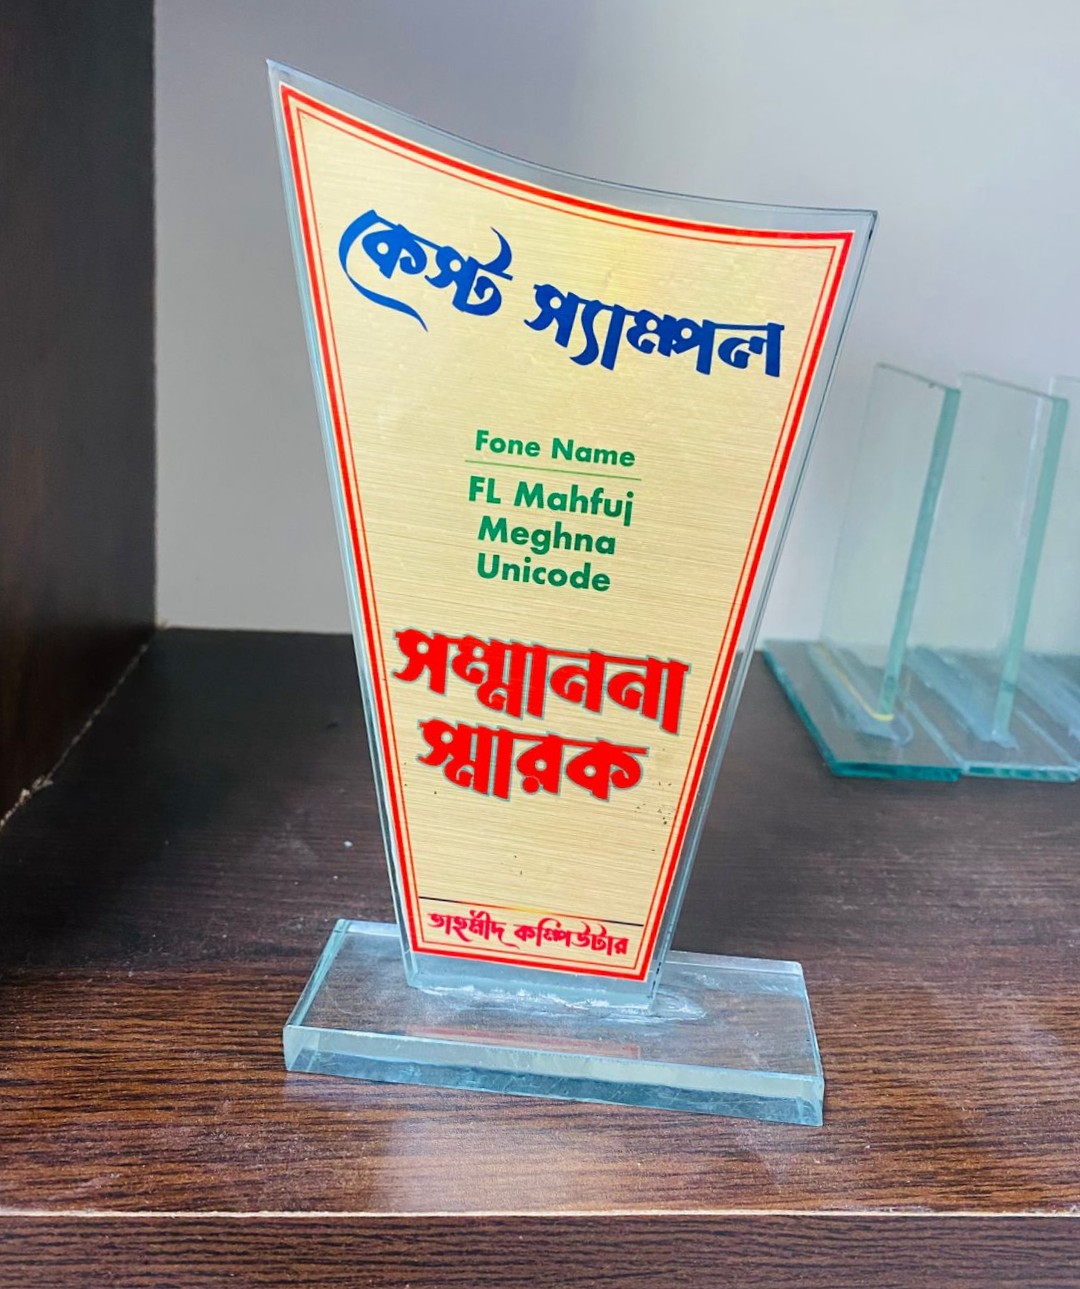 কেস্ট স্যাম্পল
Fone Name
FL Mahfuj
Meghna
Unicode
সম্মাননা
স্মারক
তাহমীদ কম্পিউটার